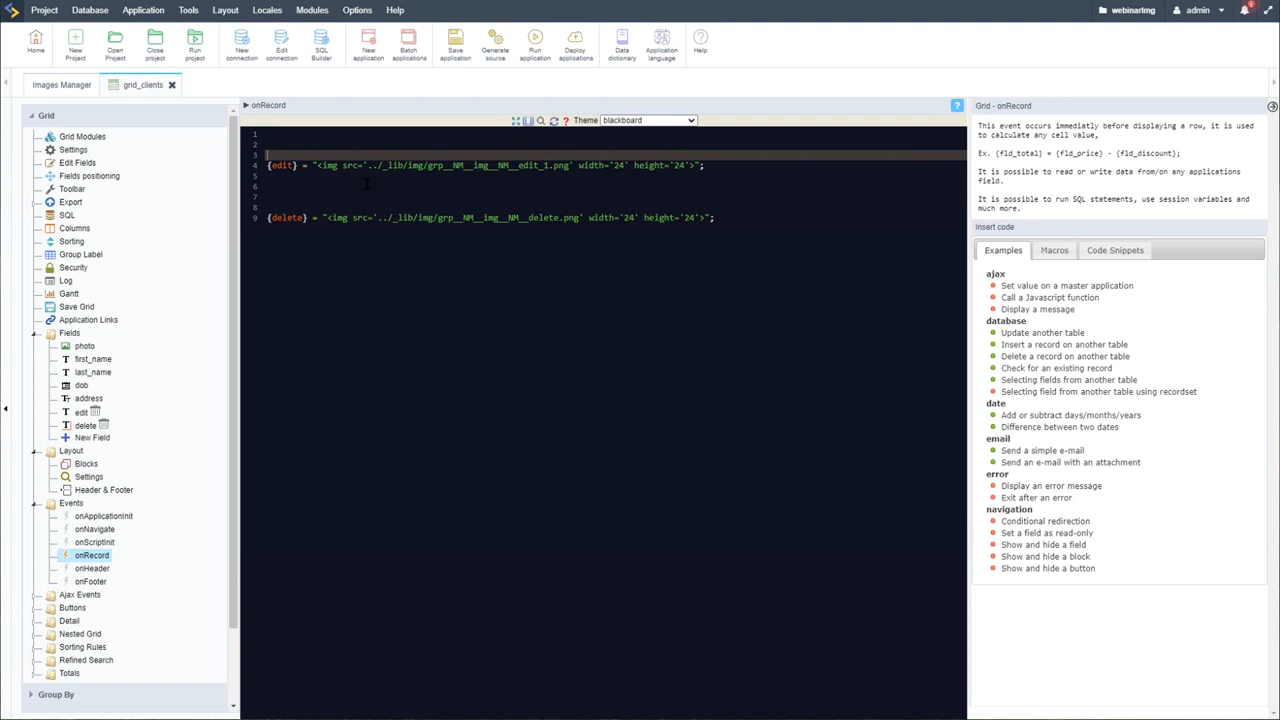 Project Database Application Tools Layout Locales Modules Options Help webinarlmg admin
Home New Project Open Project Close project Run project New connection Edit connection SQL Builder New application Batch applications Save application Generate source Run application Deploy applications Data dictionary Application language Help
Images Manager grid_clients
Grid
Grid Modules
Settings
Edit Fields
Fields positioning
Toolbar
Export
SQL
Columns
Sorting
Group Label
Security
Log
Gantt
Save Grid
Application Links
Fields
photo
first_name
last_name
dob
address
edit
delete
New Field
Layout
Blocks
Settings
Header & Footer
Events
onApplicationInit
onNavigate
onScriptInit
onRecord
onHeader
onFooter
Ajax Events
Buttons
Detail
Nested Grid
Sorting Rules
Refined Search
Totals
Group By
onRecord ?
? Theme blackboard
1
2
3
4 {edit} = "<img src='../_lib/img/grp__NM__img__NM__edit_1.png' width='24' height='24'>";
5
6
7
8
9 {delete} = "<img src='../_lib/img/grp__NM__img__NM__delete.png' width='24' height='24'>";
Grid - onRecord
This event occurs immediatly before displaying a row, it is used
to calculate any cell value.
Ex. {fld_total} = {fld_price} - {fld_discount};
It is possible to read or write data from/on any applications
field.
It is possible to run SQL statements, use session variables and
much more.
Insert code
Examples Macros Code Snippets
ajax
Set value on a master application
Call a Javascript function
Display a message
database
Update another table
Insert a record on another table
Delete a record on another table
Check for an existing record
Selecting fields from another table
Selecting field from another table using recordset
date
Add or subtract days/months/years
Difference between two dates
email
Send a simple e-mail
Send an e-mail with an attachment
error
Display an error message
Exit after an error
navigation
Conditional redirection
Set a field as read-only
Show and hide a field
Show and hide a block
Show and hide a button